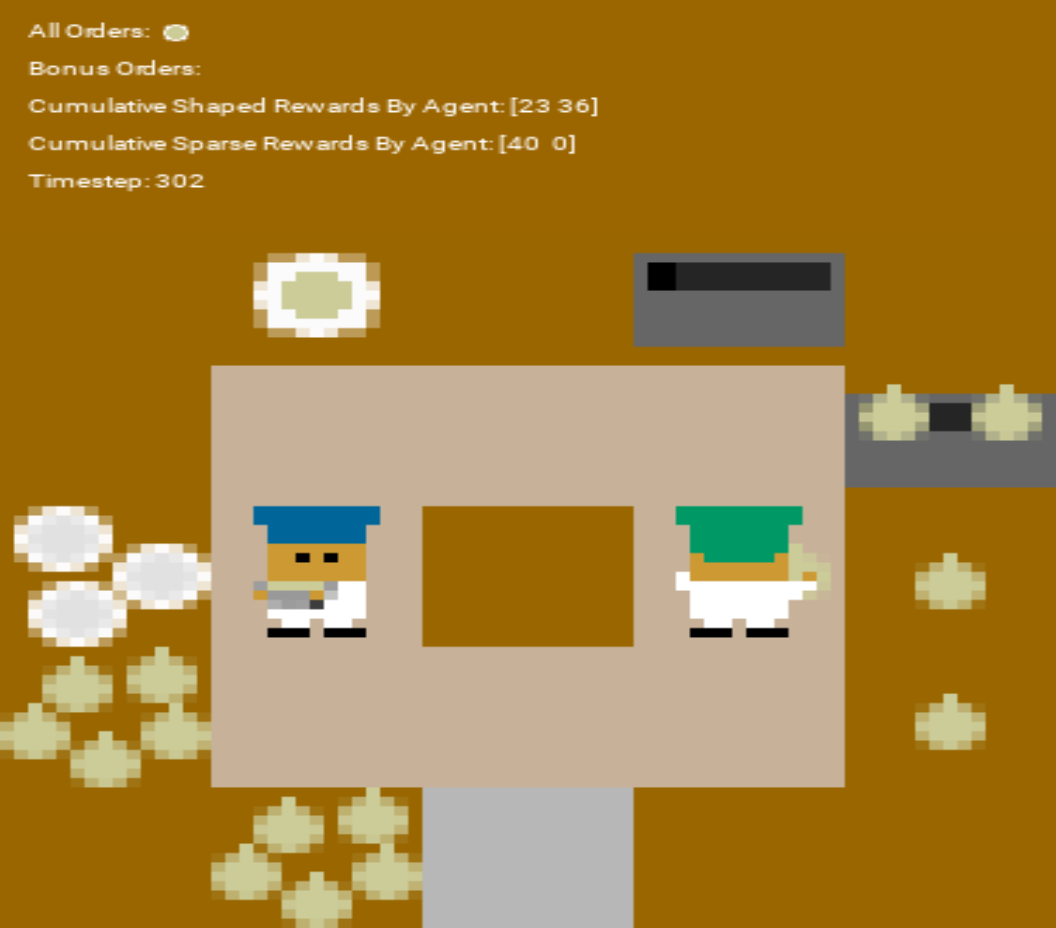 All Orders:
Bonus Orders:
Cumulative Shaped Rewards By Agent: [23 36]
Cumulative Sparse Rewards By Agent: [40  0]
Timestep: 302